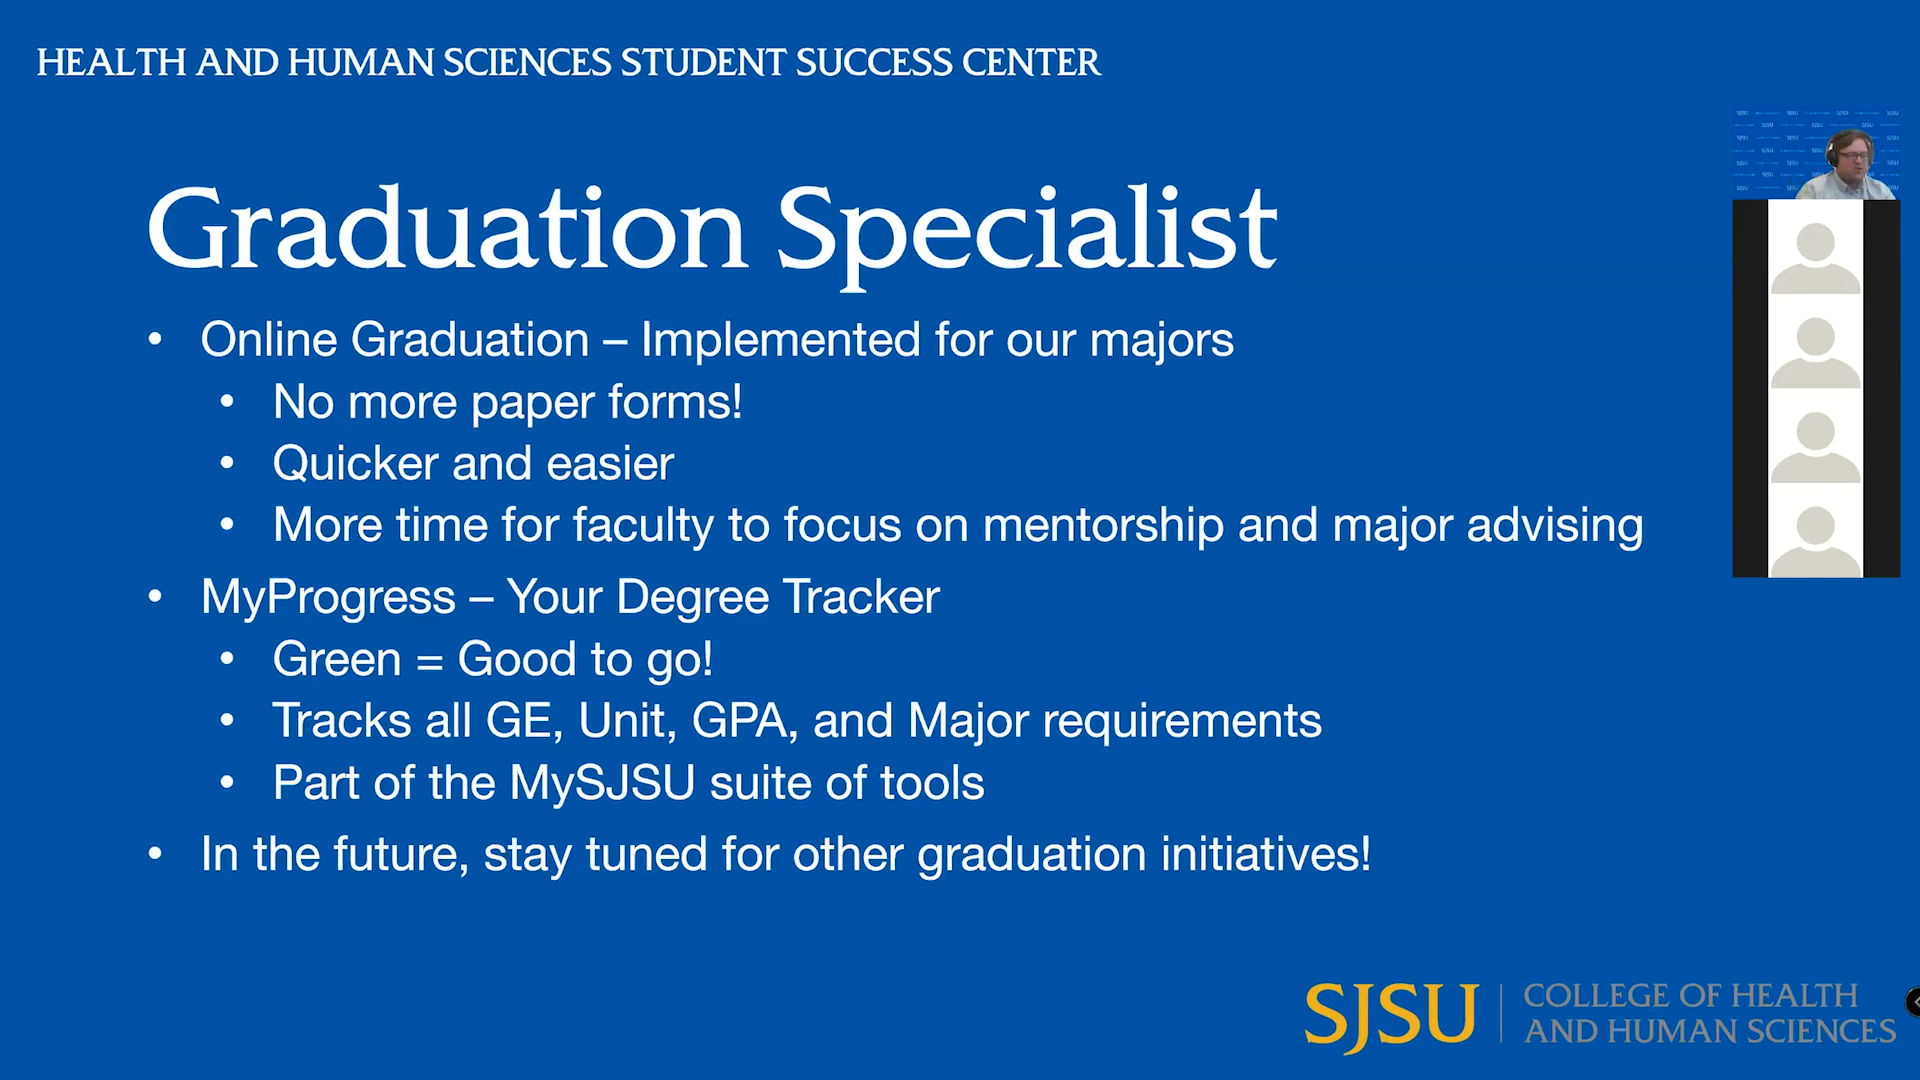 HEALTH AND HUMAN SCIENCES STUDENT SUCCESS CENTER
Graduation Specialist
• Online Graduation – Implemented for our majors
• No more paper forms!
• Quicker and easier
• More time for faculty to focus on mentorship and major advising
• MyProgress – Your Degree Tracker
• Green = Good to go!
• Tracks all GE, Unit, GPA, and Major requirements
• Part of the MySJSU suite of tools
• In the future, stay tuned for other graduation initiatives!
SJSU | COLLEGE OF HEALTH
AND HUMAN SCIENCES